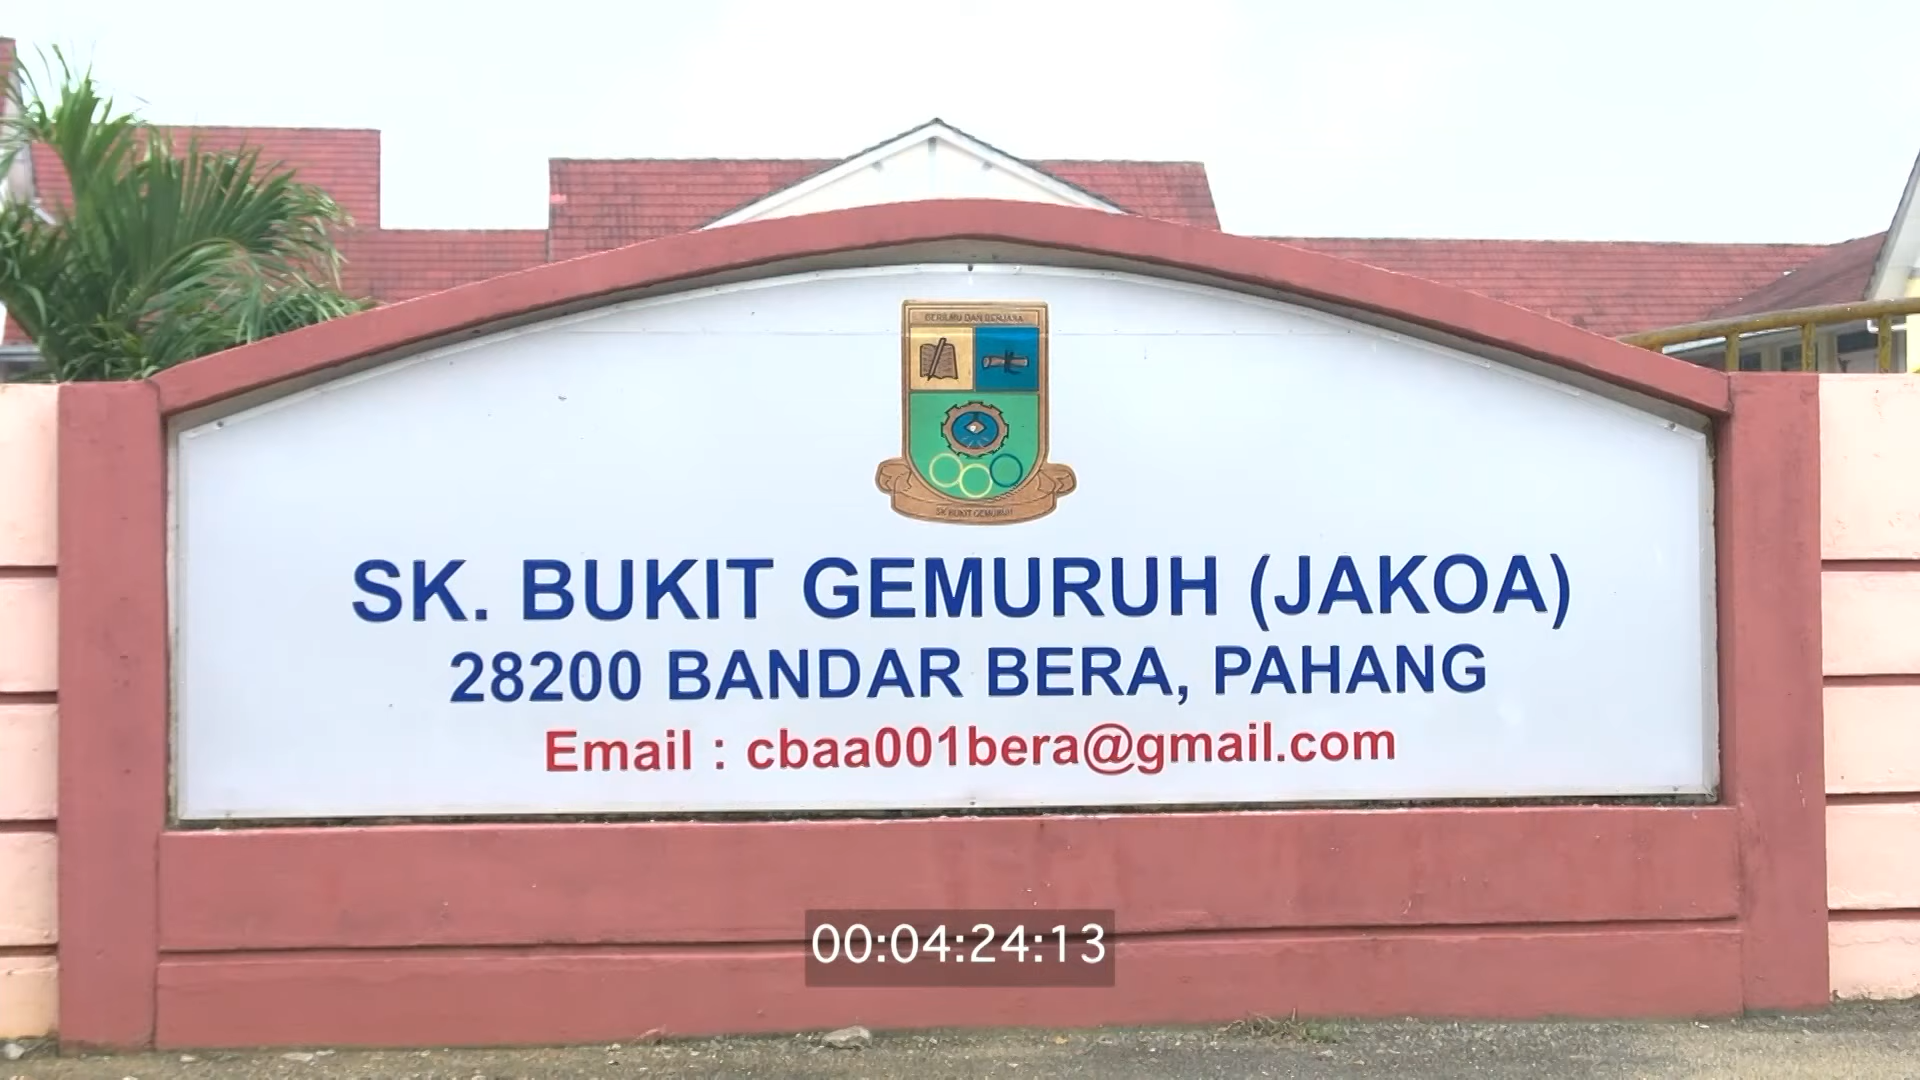 BERILMU DAN BERJASA
SK BUKIT GEMURUH
SK. BUKIT GEMURUH (JAKOA)
28200 BANDAR BERA, PAHANG
Email : cbaa001bera@gmail.com
00:04:24:13